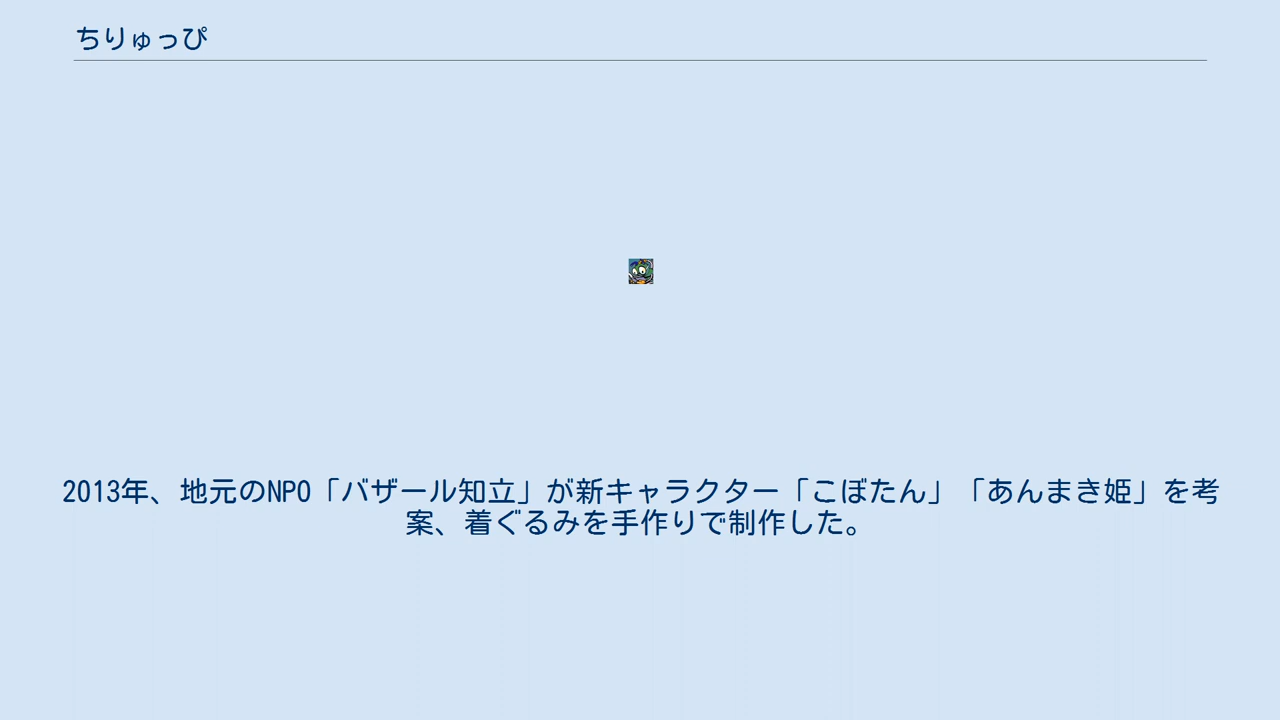 ちりゅっぴ
2013年、地元のNPO「バザール知立」が新キャラクター「こぼたん」「あんまき姫」を考
案、着ぐるみを手作りで制作した。